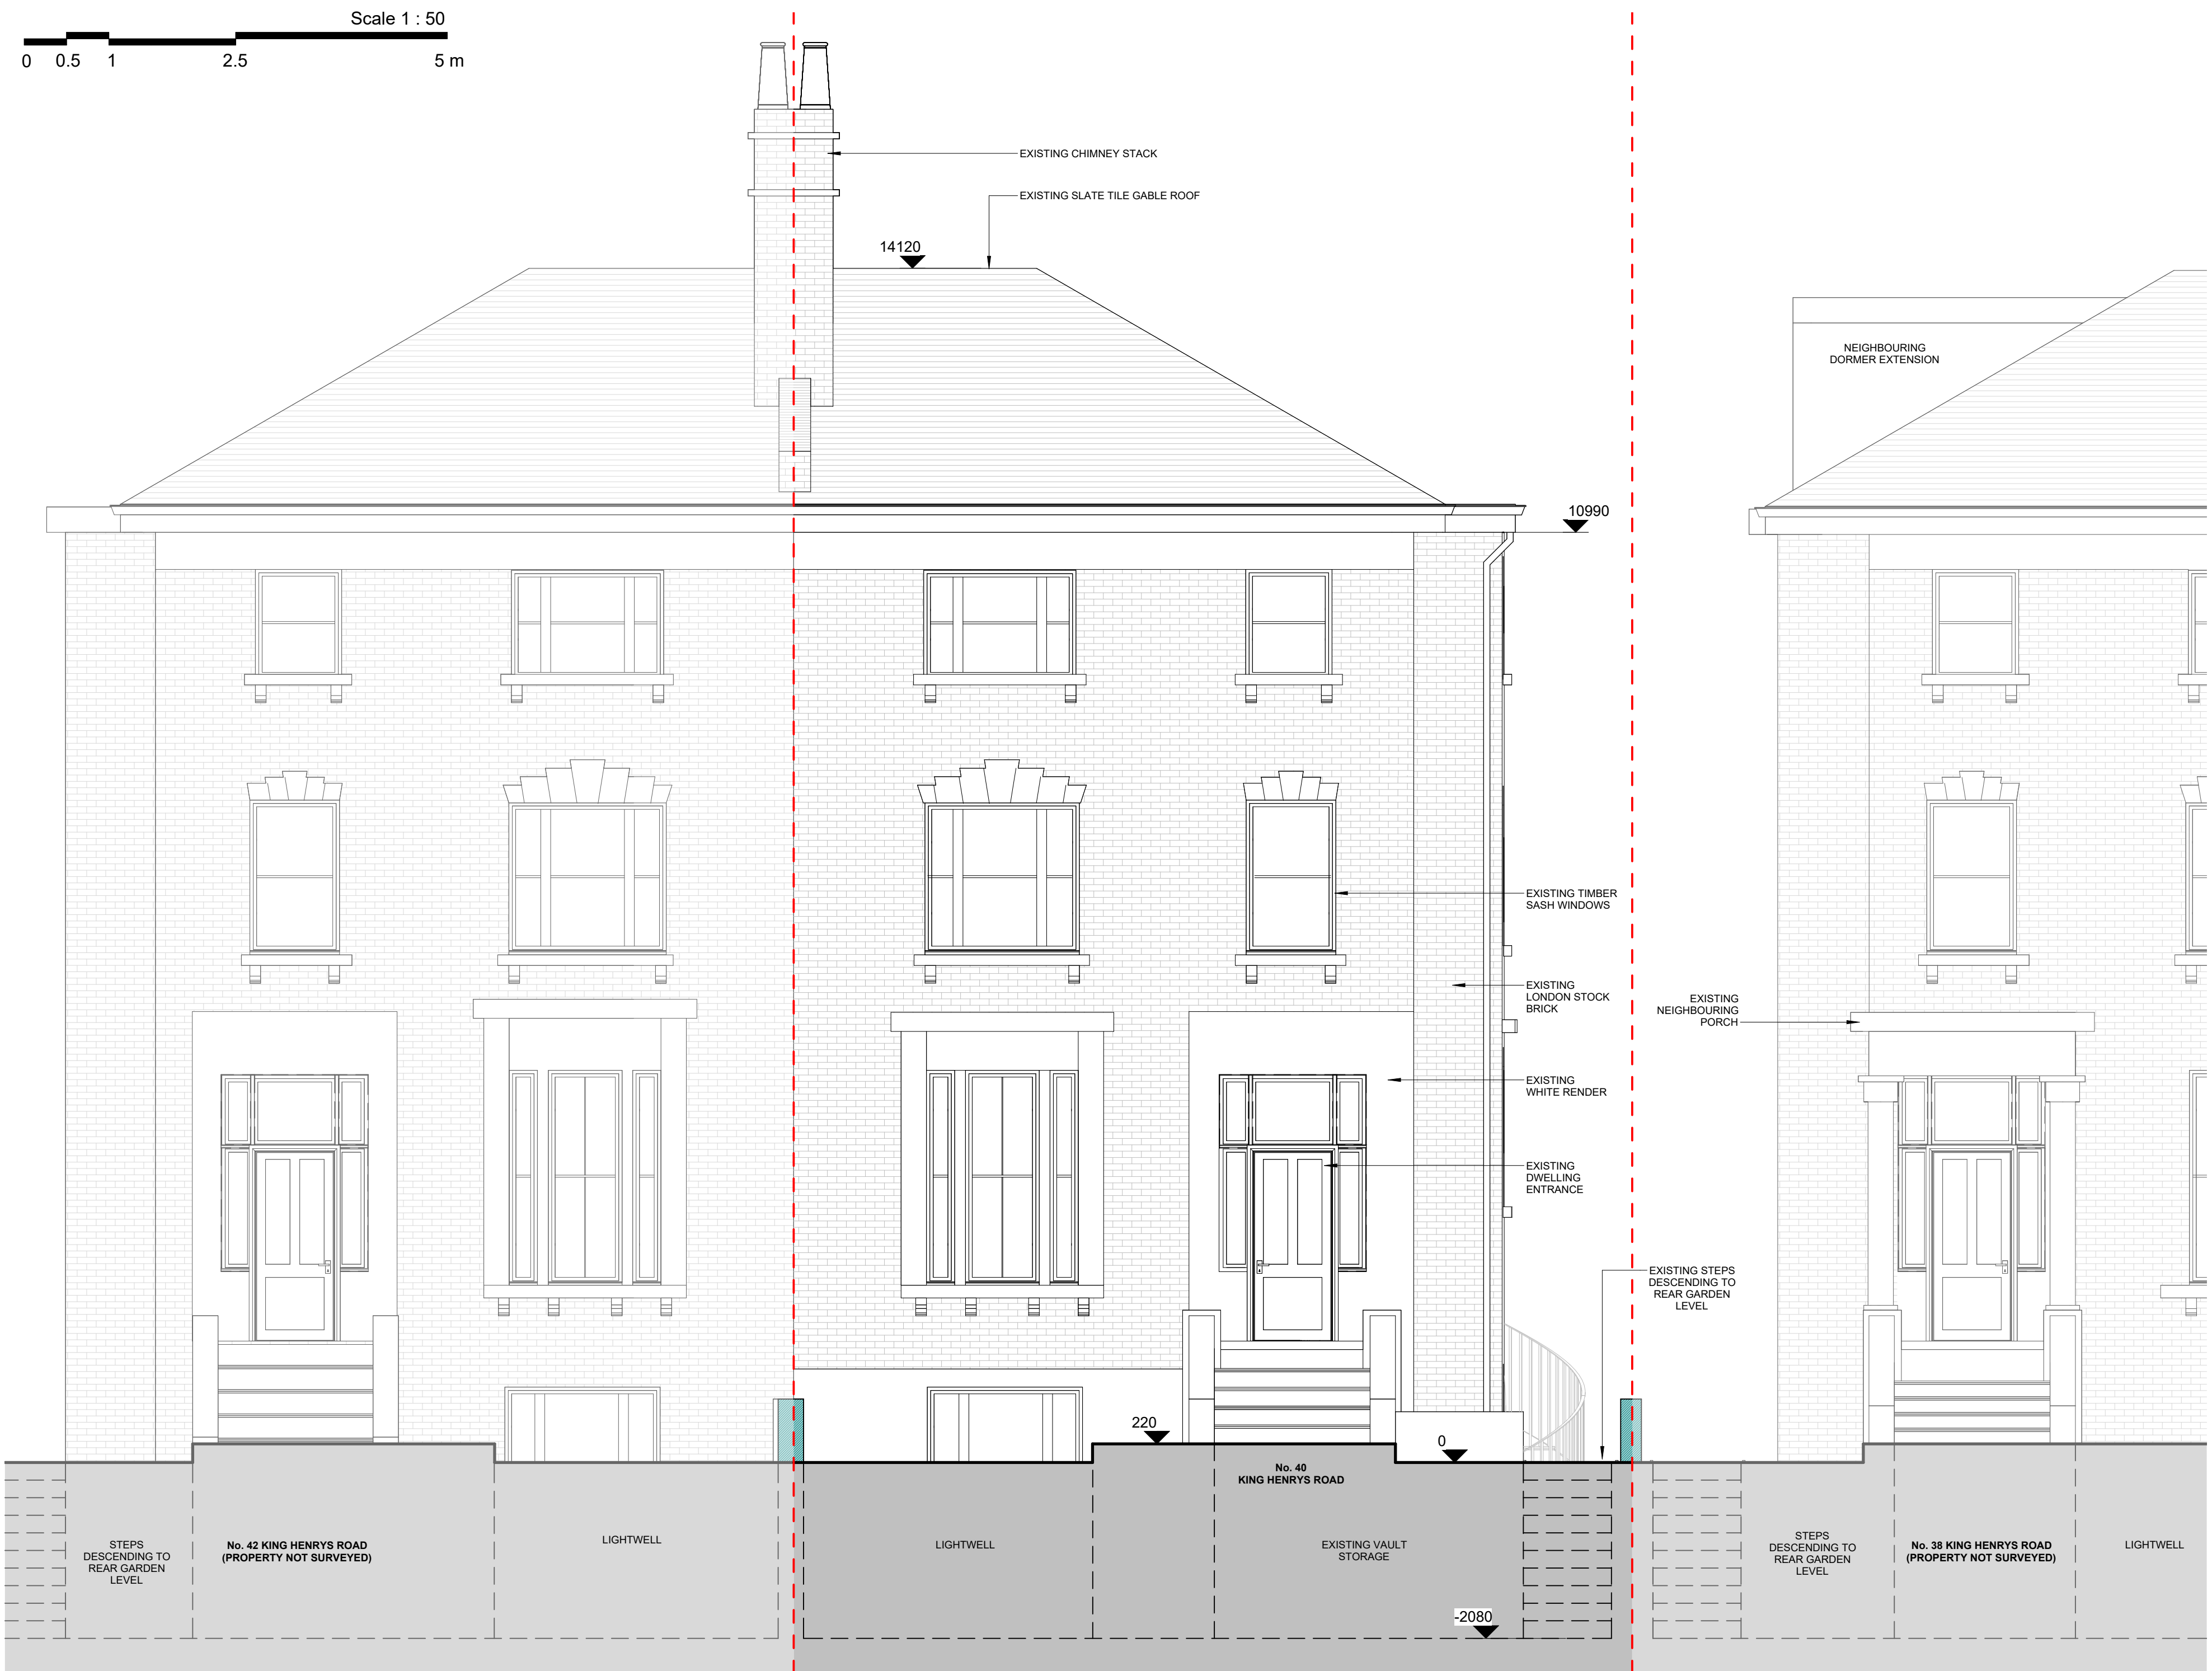 Scale 1 : 50
0 0.5 1 2.5 5 m
EXISTING CHIMNEY STACK
EXISTING SLATE TILE GABLE ROOF
14120
NEIGHBOURING
DORMER EXTENSION
10990
EXISTING TIMBER
SASH WINDOWS
EXISTING
LONDON STOCK
BRICK
EXISTING
NEIGHBOURING
PORCH
EXISTING
WHITE RENDER
EXISTING
DWELLING
ENTRANCE
EXISTING STEPS
DESCENDING TO
REAR GARDEN
LEVEL
220
0
No. 40
KING HENRYS ROAD
STEPS
DESCENDING TO
REAR GARDEN
LEVEL
No. 42 KING HENRYS ROAD
(PROPERTY NOT SURVEYED)
LIGHTWELL
LIGHTWELL
EXISTING VAULT
STORAGE
STEPS
DESCENDING TO
REAR GARDEN
LEVEL
No. 38 KING HENRYS ROAD
(PROPERTY NOT SURVEYED)
LIGHTWELL
-2080